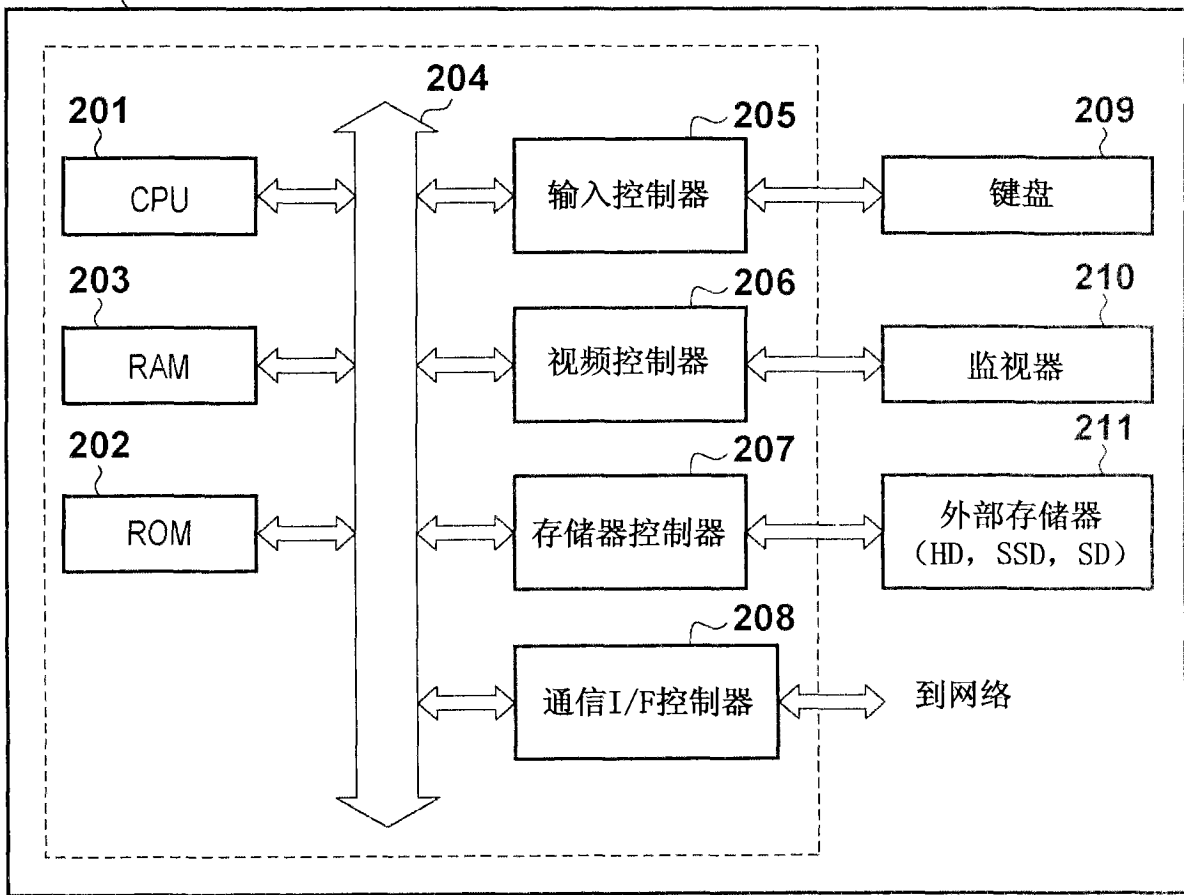 204
201
205
209
CPU
输入控制器
键盘
203
206
210
RAM
视频控制器
监视器
202
207
211
ROM
存储器控制器
外部存储器
（HD, SSD, SD）
208
通信I/F控制器
到网络